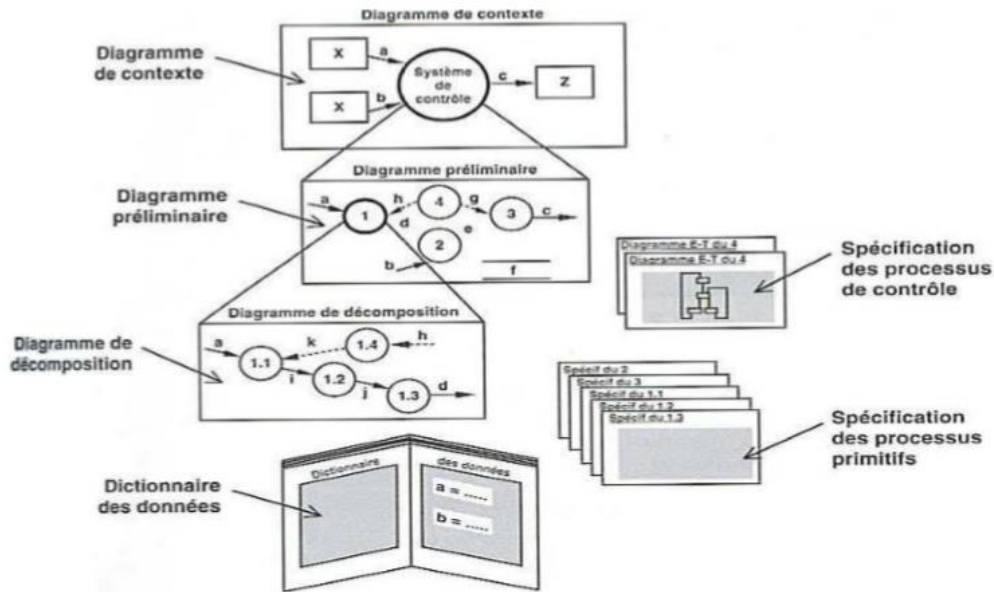 Diagramme de contexte
Diagramme
de contexte
X
a
X
b
Système
de
contrôle
c
Z
Diagramme préliminaire
Diagramme
préliminaire
a
1
h
d
4
g
3
c
2
e
b
f
Diagramme E-T du 4
Diagramme E-T du 4
Spécification
des processus
de contrôle
Diagramme de décomposition
Diagramme de
décomposition
a
1.1
k
1.4
h
i
1.2
j
1.3
d
Spécif du 2
Spécif du 3
Spécif du 1.1
Spécif du 1.2
Spécif du 1.3
Spécification
des processus
primitifs
Dictionnaire
des données
Dictionnaire
des données
a = .....
b = .....